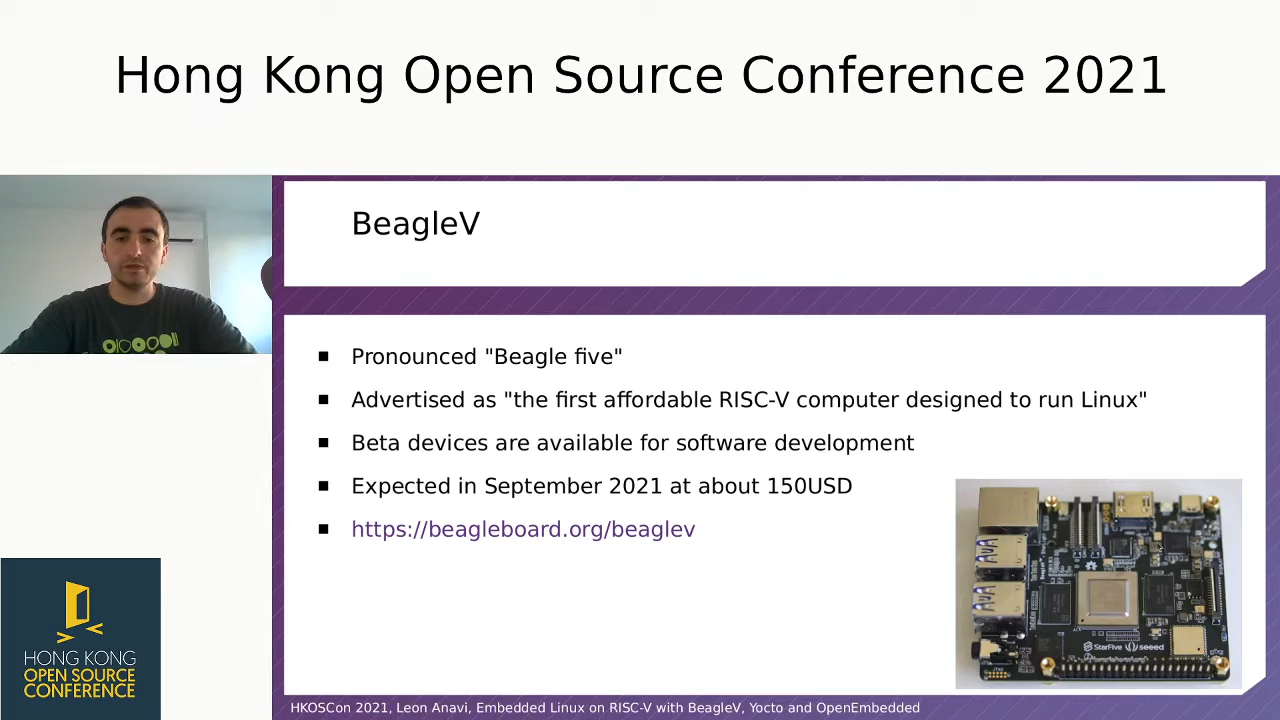 Hong Kong Open Source Conference 2021
BeagleV
Pronounced "Beagle five"
Advertised as "the first affordable RISC-V computer designed to run Linux"
Beta devices are available for software development
Expected in September 2021 at about 150USD
https://beagleboard.org/beaglev
StarFive seeed
HONG KONG
OPEN SOURCE
CONFERENCE
HKOSCon 2021, Leon Anavi, Embedded Linux on RISC-V with BeagleV, Yocto and OpenEmbedded